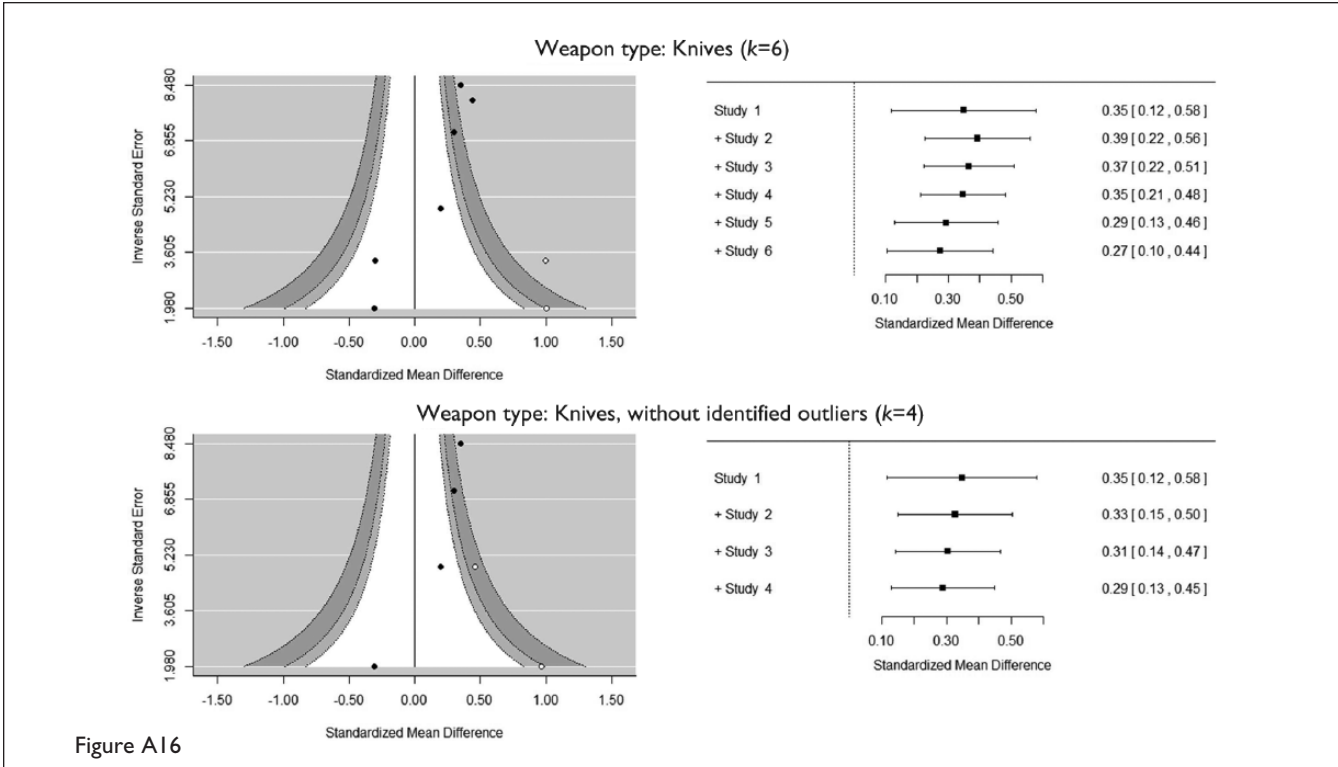 Weapon type: Knives (k=6)
Inverse Standard Error
8.480
6.855
5.230
3.605
1.980
-1.50 -1.00 -0.50 0.00 0.50 1.00 1.50
Standardized Mean Difference
Study 1 0.35 [ 0.12 , 0.58 ]
+ Study 2 0.39 [ 0.22 , 0.56 ]
+ Study 3 0.37 [ 0.22 , 0.51 ]
+ Study 4 0.35 [ 0.21 , 0.48 ]
+ Study 5 0.29 [ 0.13 , 0.46 ]
+ Study 6 0.27 [ 0.10 , 0.44 ]
0.10 0.30 0.50
Standardized Mean Difference
Weapon type: Knives, without identified outliers (k=4)
Inverse Standard Error
8.480
6.855
5.230
3.605
1.980
-1.50 -1.00 -0.50 0.00 0.50 1.00 1.50
Standardized Mean Difference
Study 1 0.35 [ 0.12 , 0.58 ]
+ Study 2 0.33 [ 0.15 , 0.50 ]
+ Study 3 0.31 [ 0.14 , 0.47 ]
+ Study 4 0.29 [ 0.13 , 0.45 ]
0.10 0.30 0.50
Standardized Mean Difference
Figure A16